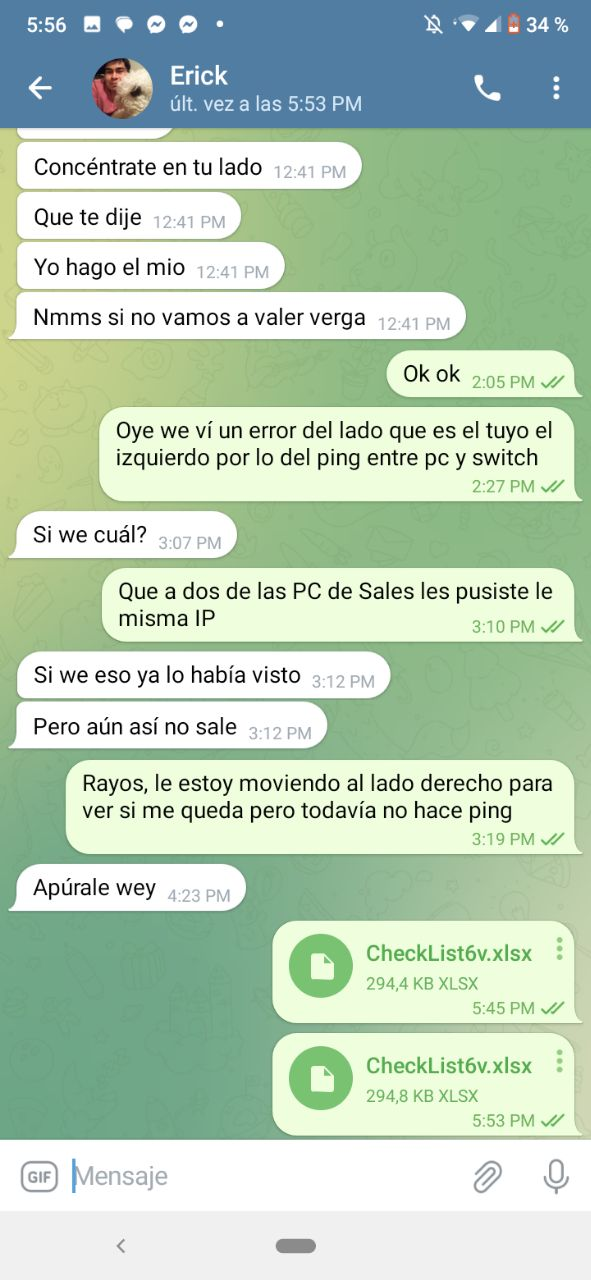 5:56
34 %
Erick
últ. vez a las 5:53 PM
Concéntrate en tu lado 12:41 PM
Que te dije 12:41 PM
Yo hago el mio 12:41 PM
Nmms si no vamos a valer verga 12:41 PM
Ok ok 2:05 PM
Oye we ví un error del lado que es el tuyo el
izquierdo por lo del ping entre pc y switch
2:27 PM
Si we cuál? 3:07 PM
Que a dos de las PC de Sales les pusiste le
misma IP
3:10 PM
Si we eso ya lo había visto 3:12 PM
Pero aún así no sale 3:12 PM
Rayos, le estoy moviendo al lado derecho para
ver si me queda pero todavía no hace ping
3:19 PM
Apúrale wey 4:23 PM
CheckList6v.xlsx
294,4 KB XLSX
5:45 PM
CheckList6v.xlsx
294,8 KB XLSX
5:53 PM
GIF Mensaje